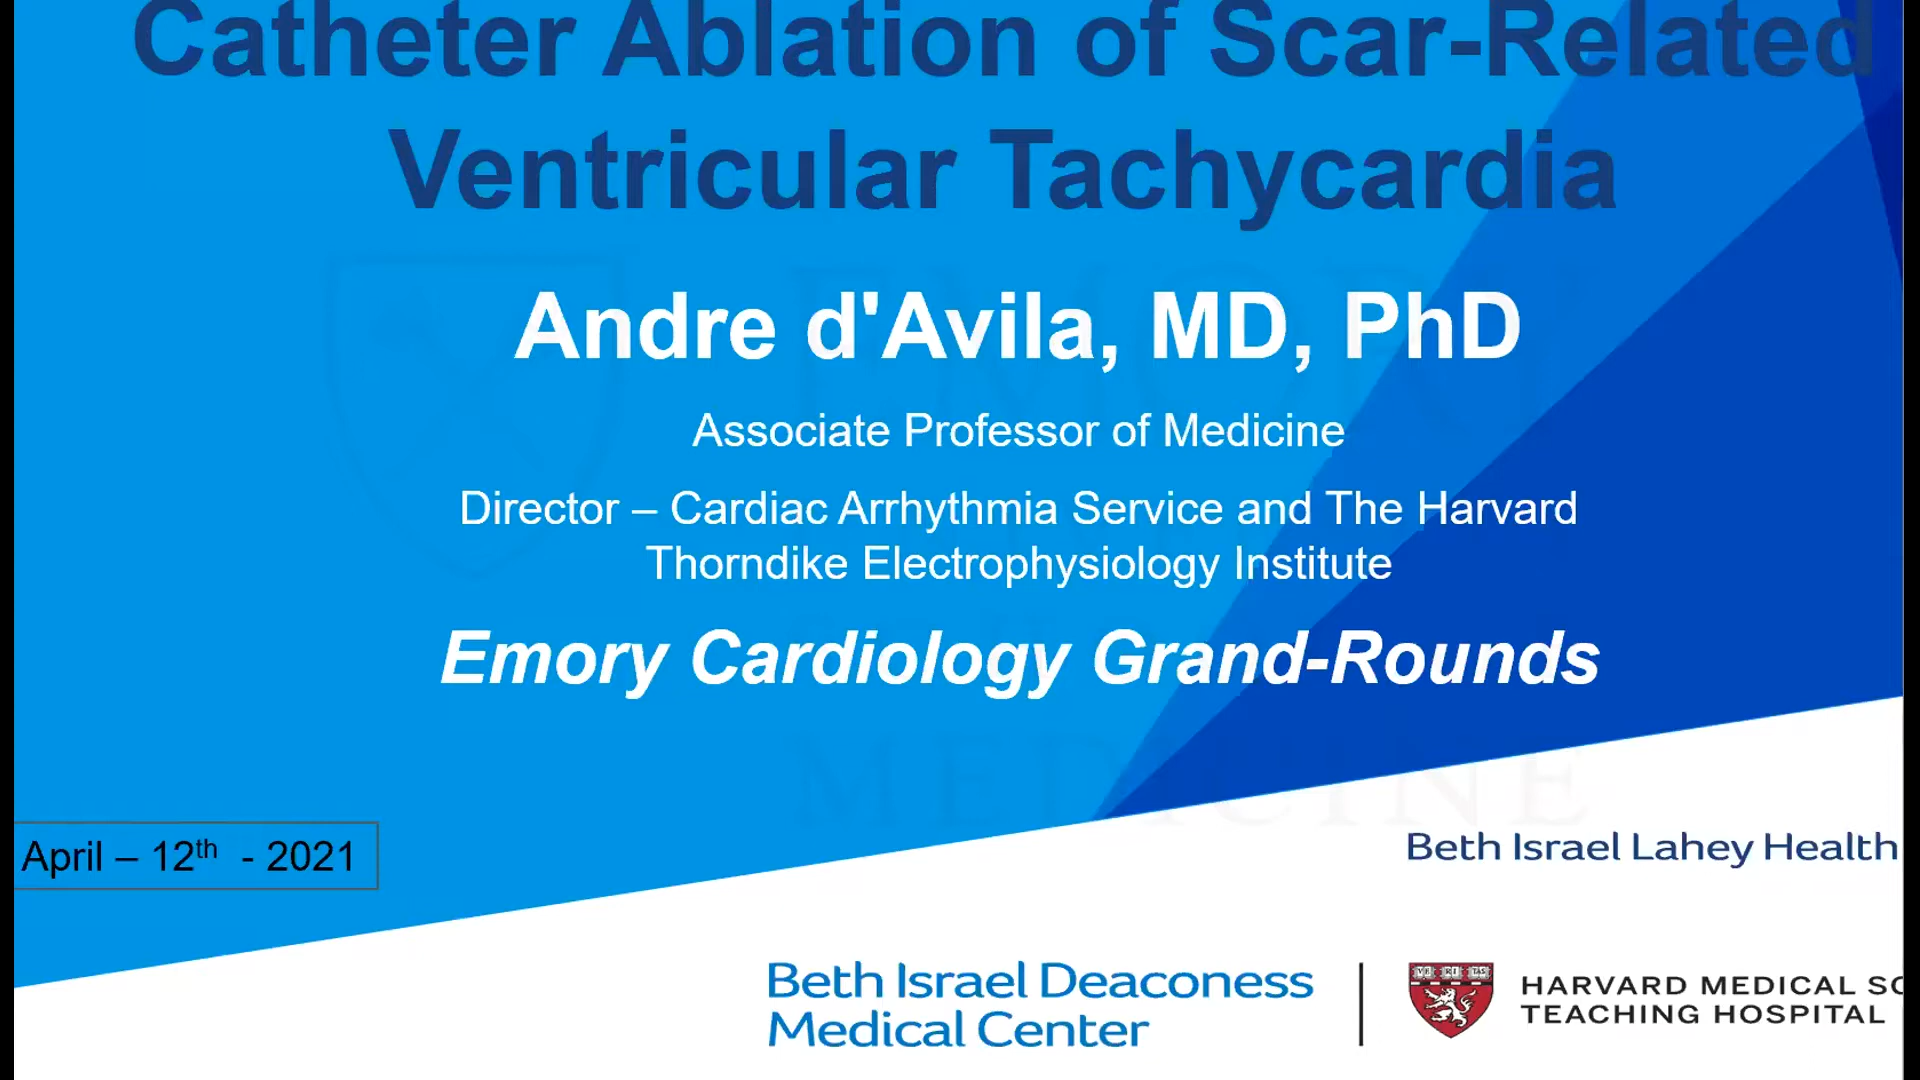 Catheter Ablation of Scar-Related
Ventricular Tachycardia
Andre d'Avila, MD, PhD
Associate Professor of Medicine
Director – Cardiac Arrhythmia Service and The Harvard
Thorndike Electrophysiology Institute
Emory Cardiology Grand-Rounds
MEDICINE
April – 12th - 2021
Beth Israel Lahey Health
Beth Israel Deaconess
Medical Center
HARVARD MEDICAL SC
TEACHING HOSPITAL